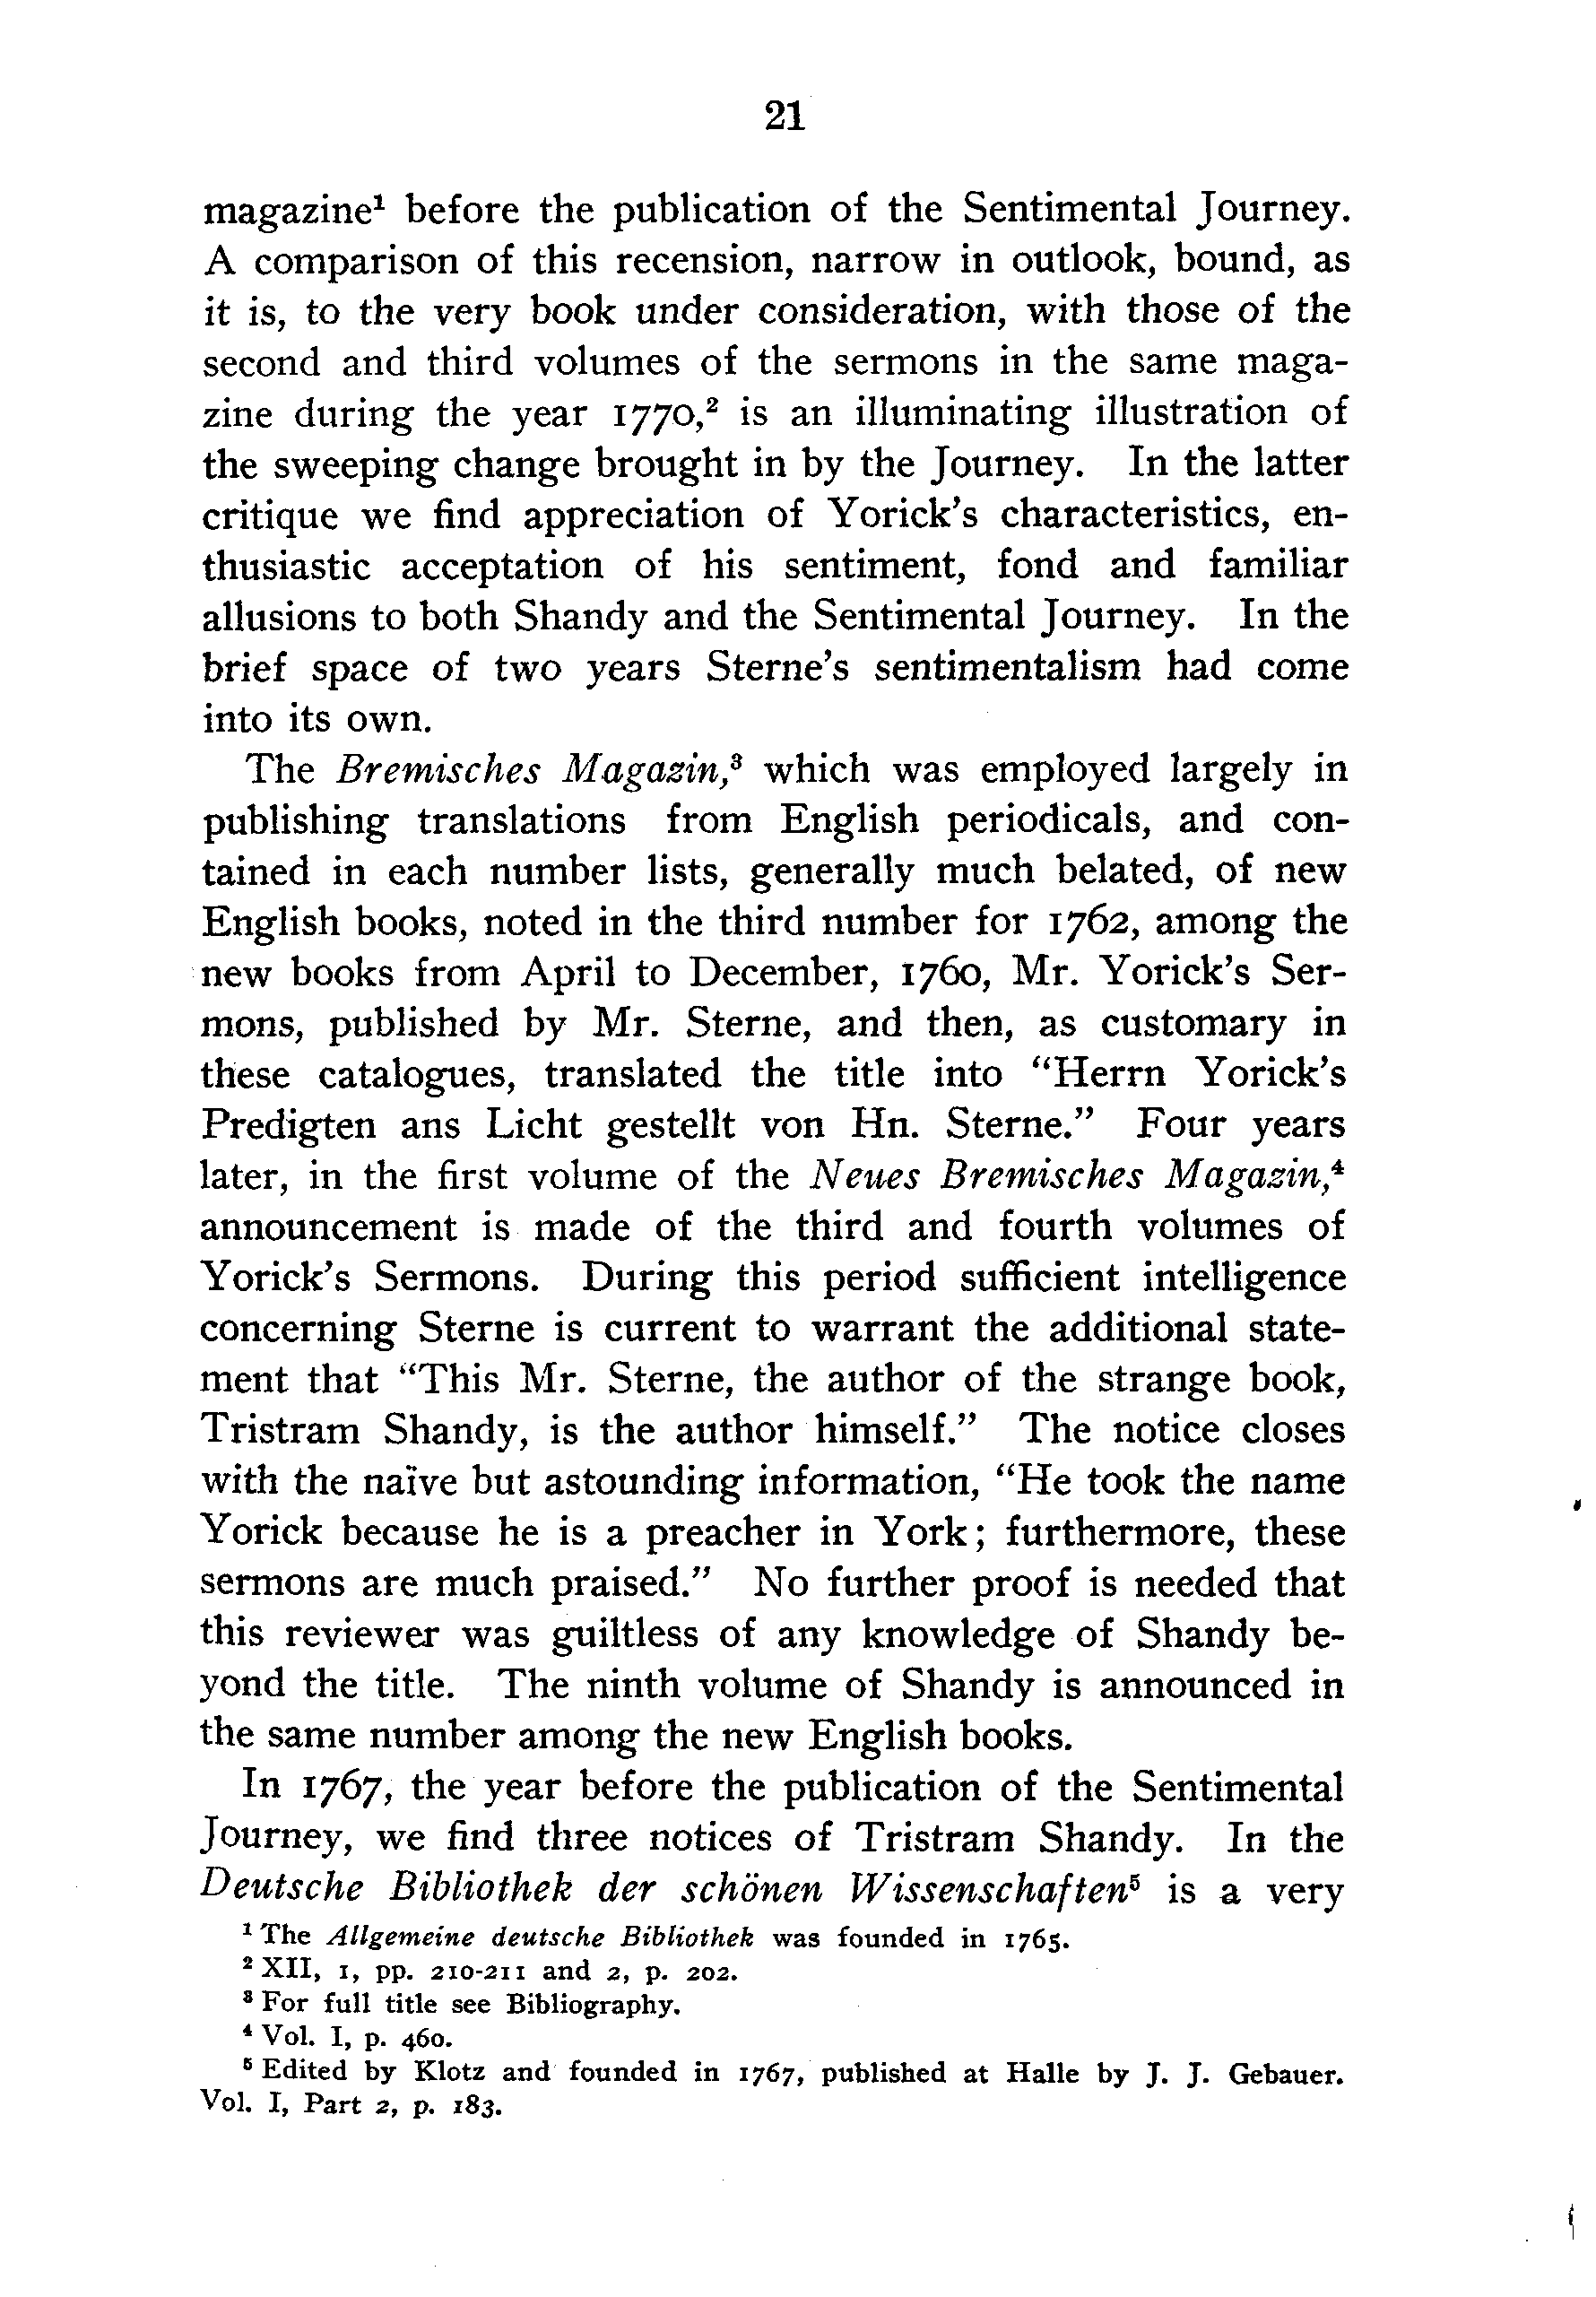 21
magazine¹ before the publication of the Sentimental Journey.
A comparison of this recension, narrow in outlook, bound, as
it is, to the very book under consideration, with those of the
second and third volumes of the sermons in the same maga-
zine during the year 1770,² is an illuminating illustration of
the sweeping change brought in by the Journey. In the latter
critique we find appreciation of Yorick's characteristics, en-
thusiastic acceptation of his sentiment, fond and familiar
allusions to both Shandy and the Sentimental Journey. In the
brief space of two years Sterne's sentimentalism had come
into its own.
The Bremisches Magazin,³ which was employed largely in
publishing translations from English periodicals, and con-
tained in each number lists, generally much belated, of new
English books, noted in the third number for 1762, among the
new books from April to December, 1760, Mr. Yorick's Ser-
mons, published by Mr. Sterne, and then, as customary in
these catalogues, translated the title into "Herrn Yorick's
Predigten ans Licht gestellt von Hn. Sterne." Four years
later, in the first volume of the Neues Bremisches Magazin,⁴
announcement is made of the third and fourth volumes of
Yorick's Sermons. During this period sufficient intelligence
concerning Sterne is current to warrant the additional state-
ment that "This Mr. Sterne, the author of the strange book,
Tristram Shandy, is the author himself." The notice closes
with the naïve but astounding information, "He took the name
Yorick because he is a preacher in York; furthermore, these
sermons are much praised." No further proof is needed that
this reviewer was guiltless of any knowledge of Shandy be-
yond the title. The ninth volume of Shandy is announced in
the same number among the new English books.
In 1767, the year before the publication of the Sentimental
Journey, we find three notices of Tristram Shandy. In the
Deutsche Bibliothek der schönen Wissenschaften⁵ is a very
¹ The Allgemeine deutsche Bibliothek was founded in 1765.
² XII, 1, pp. 210-211 and 2, p. 202.
³ For full title see Bibliography.
⁴ Vol. I, p. 460.
⁵ Edited by Klotz and founded in 1767, published at Halle by J. J. Gebauer.
Vol. I, Part 2, p. 183.